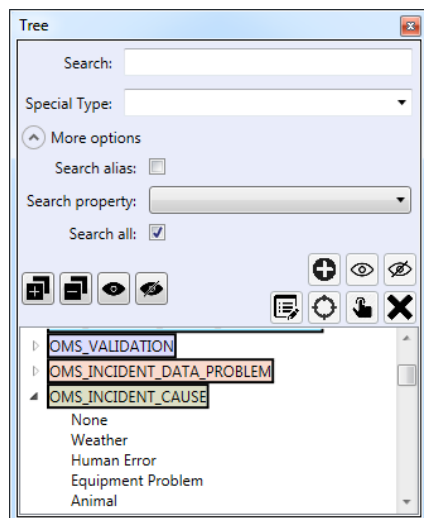 Tree
Search:
Special Type:
More options
Search alias:
Search property:
Search all:
OMS_VALIDATION
OMS_INCIDENT_DATA_PROBLEM
OMS_INCIDENT_CAUSE
None
Weather
Human Error
Equipment Problem
Animal